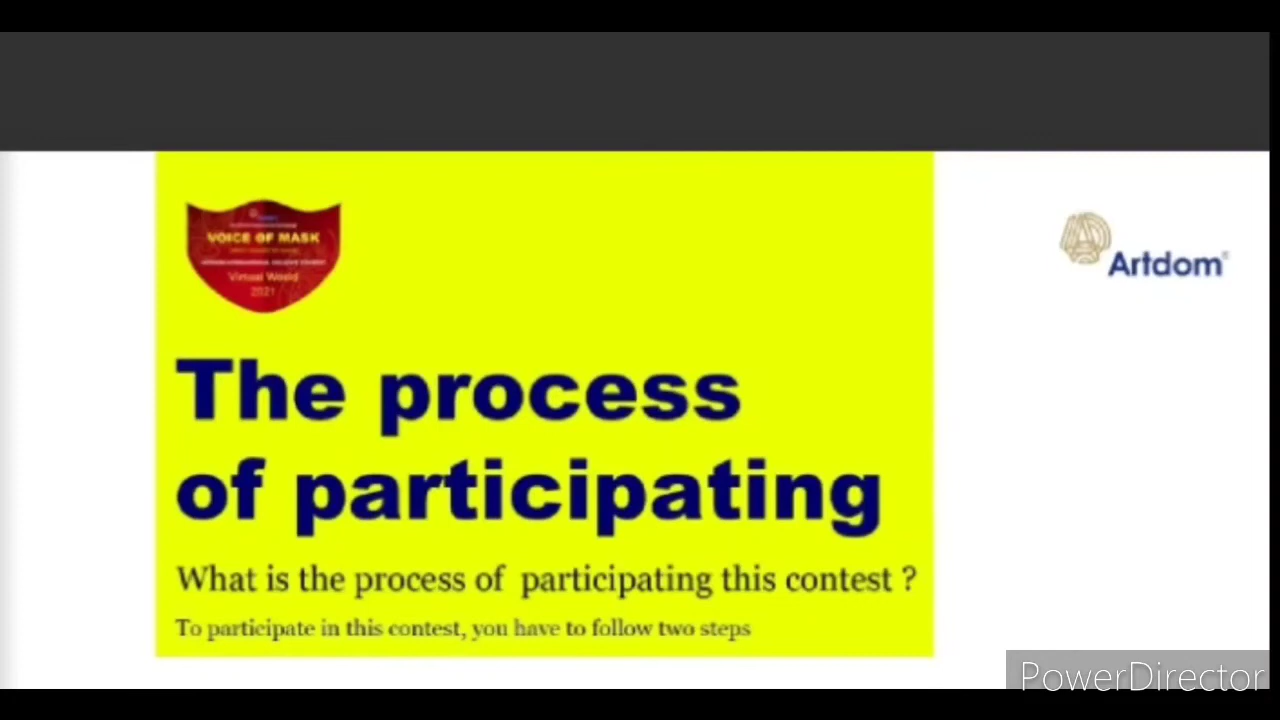 VOICE OF MASK
Virtual World
2021
Artdom®
The process
of participating
What is the process of participating this contest ?
To participate in this contest, you have to follow two steps
PowerDirector